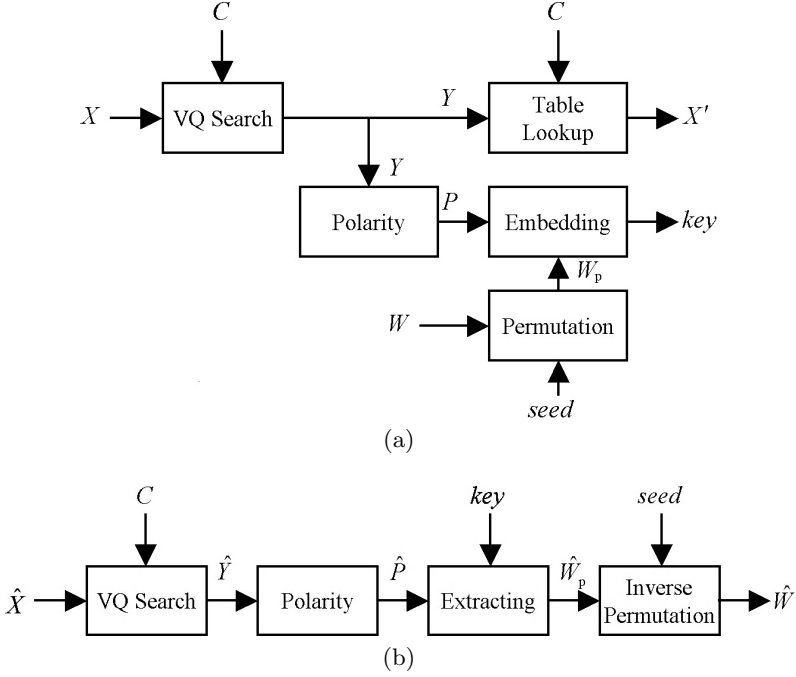 C C
X VQ Search Y Table
Lookup X'
Y
Polarity P Embedding key
Wp
W Permutation
seed
(a)
C key seed
X̂ VQ Search Ŷ Polarity P̂ Extracting Ŵp Inverse
Permutation Ŵ
(b)